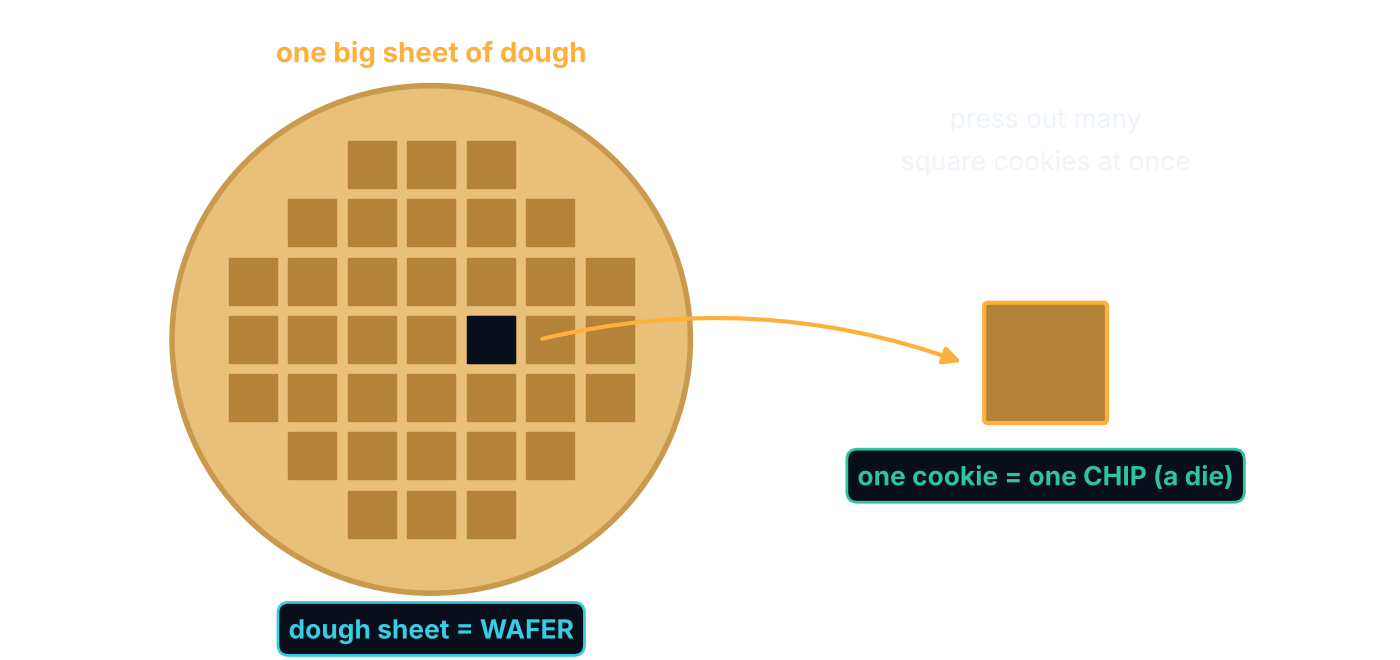 one big sheet of dough
press out many
square cookies at once
one cookie = one CHIP (a die)
dough sheet = WAFER